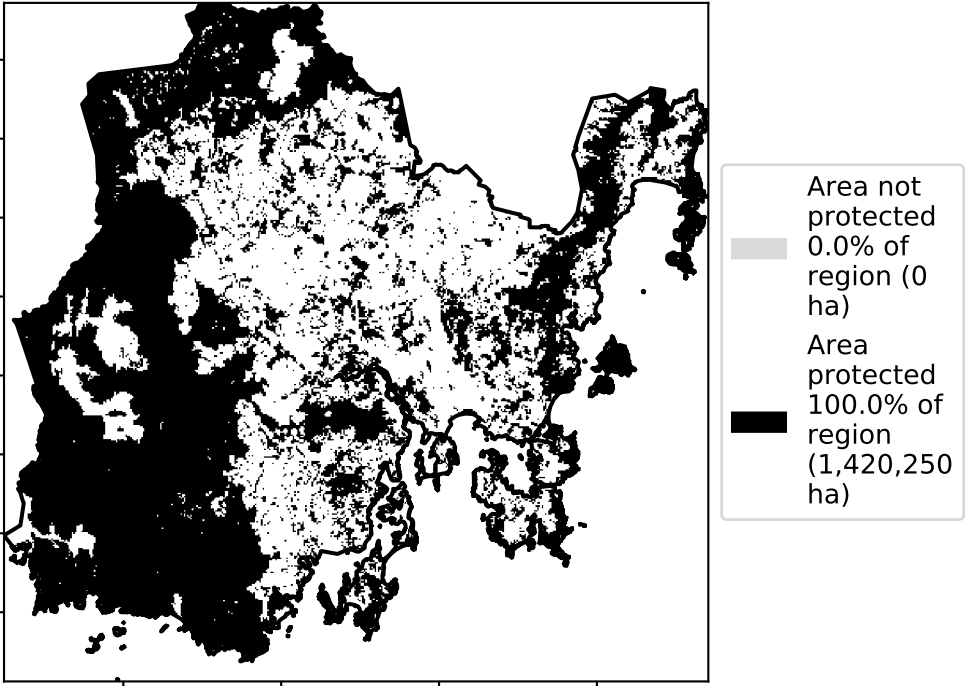 Area not
protected
0.0% of
region (0
ha)
Area
protected
100.0% of
region
(1,420,250
ha)